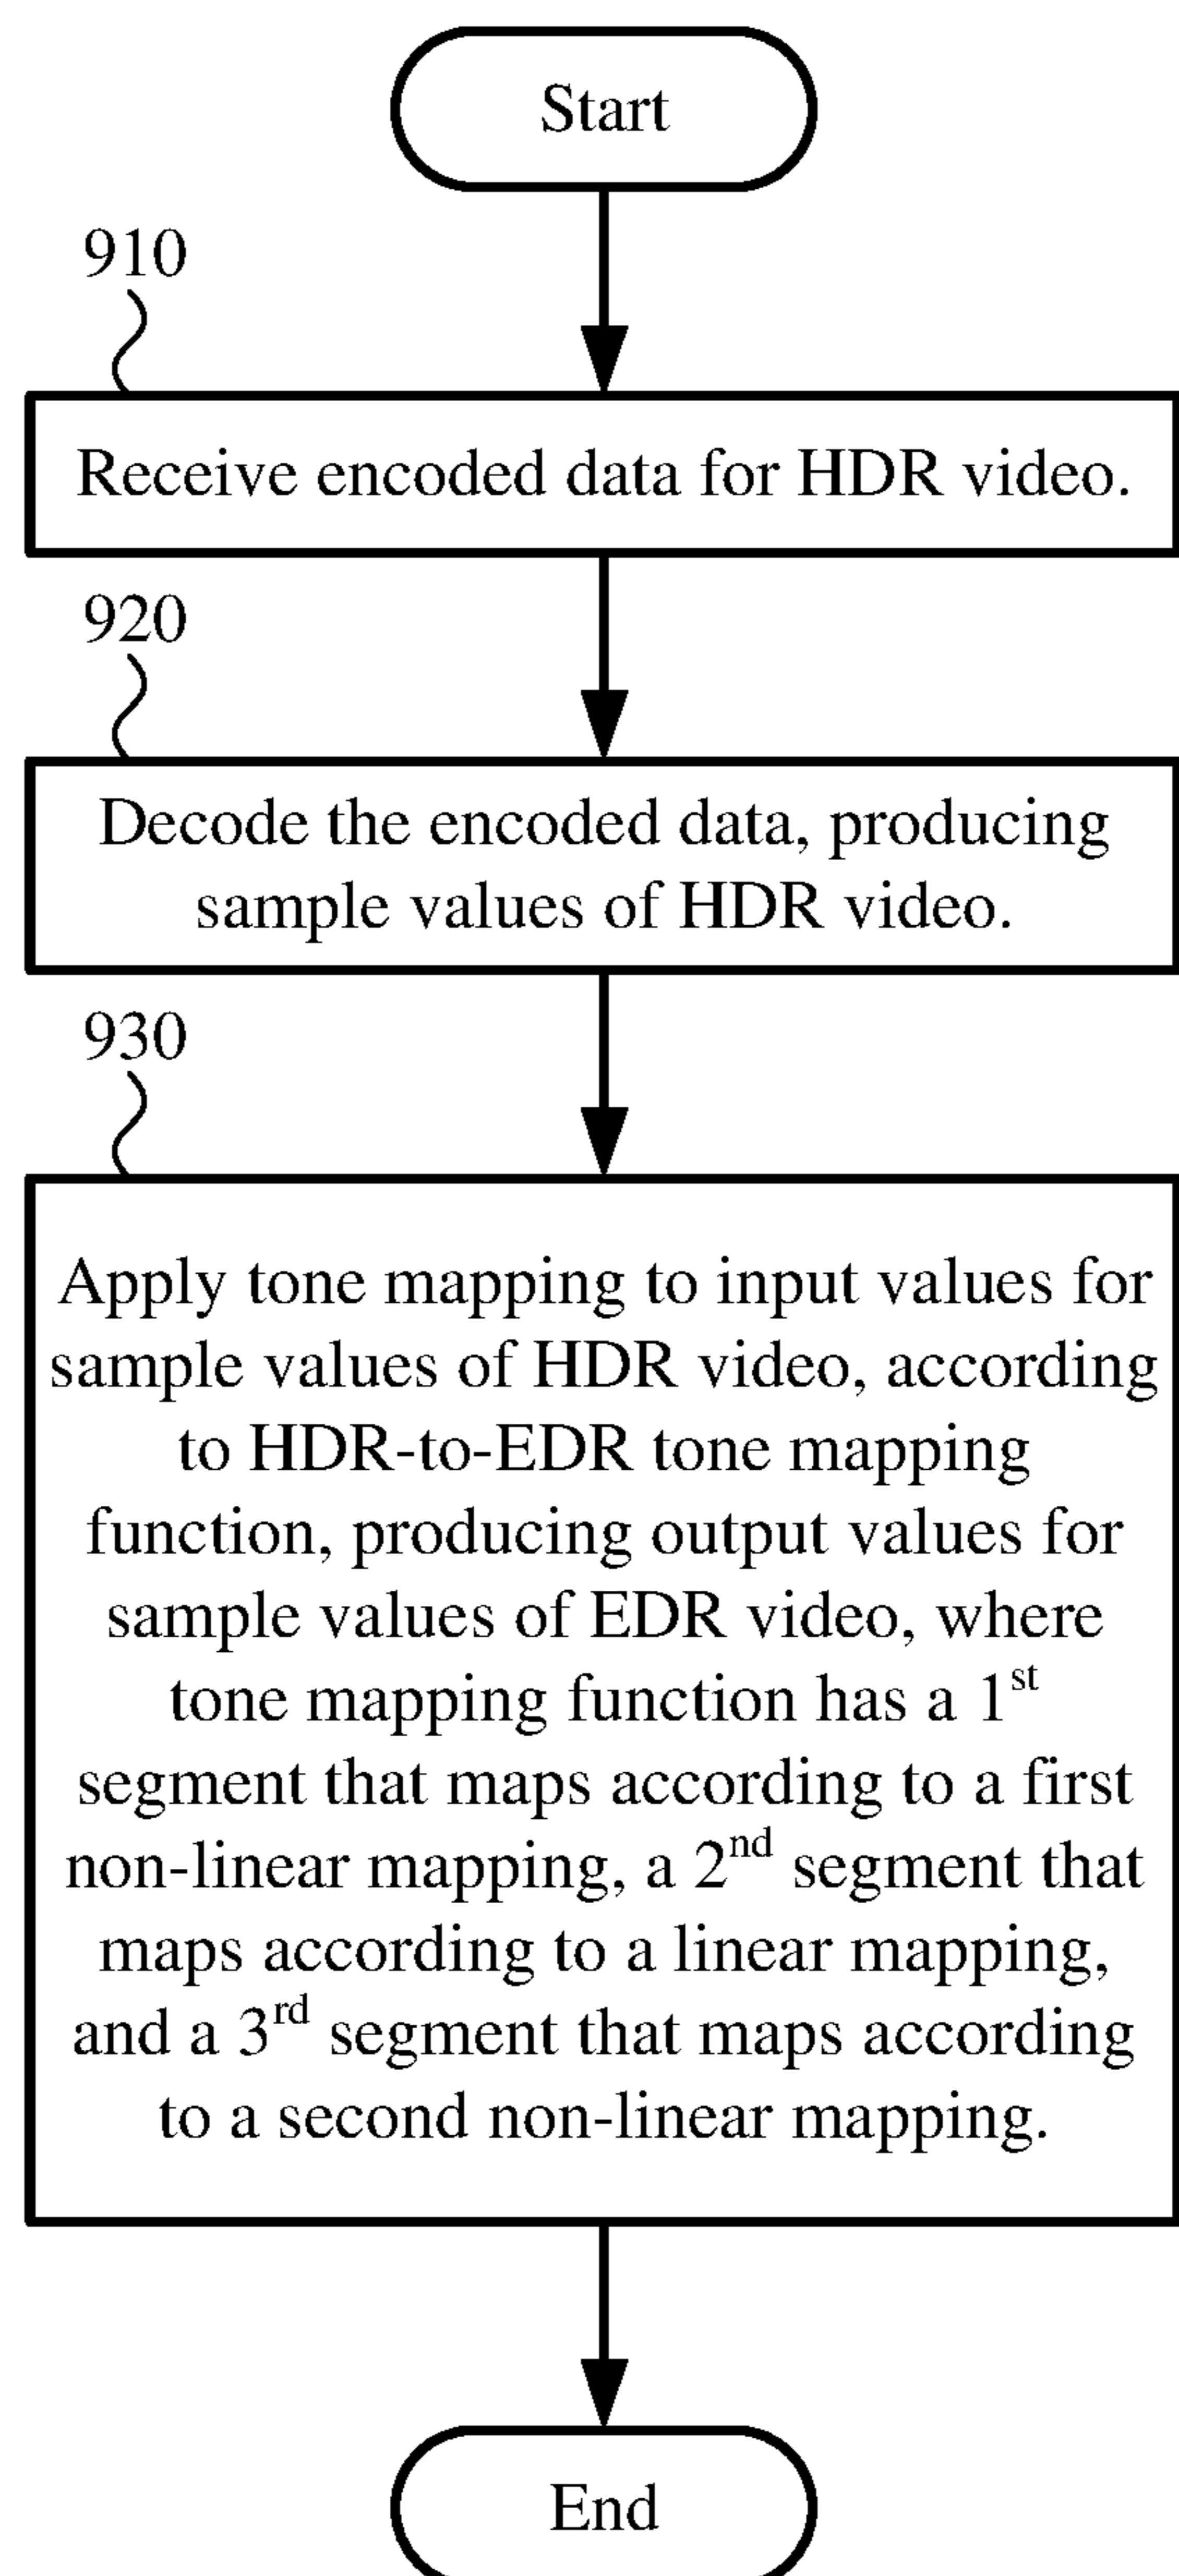 Start
910
Receive encoded data for HDR video.
920
Decode the encoded data, producing
sample values of HDR video.
930
Apply tone mapping to input values for
sample values of HDR video, according
to HDR-to-EDR tone mapping
function, producing output values for
sample values of EDR video, where
tone mapping function has a 1st
segment that maps according to a first
non-linear mapping, a 2nd segment that
maps according to a linear mapping,
and a 3rd segment that maps according
to a second non-linear mapping.
End